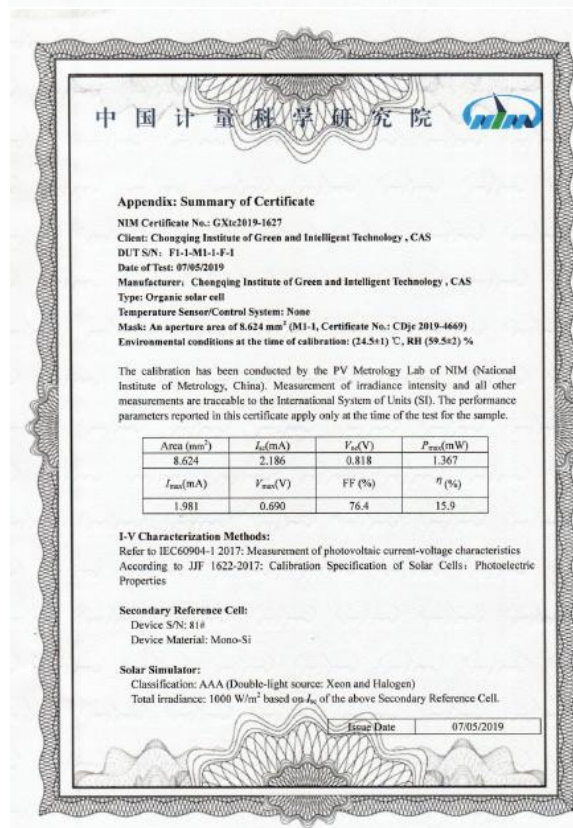 中国计量科学研究院
NIM
Appendix: Summary of Certificate
NIM Certificate No.: GXtc2019-1627
Client: Chongqing Institute of Green and Intelligent Technology , CAS
DUT S/N: F1-1-M1-1-F-1
Date of Test: 07/05/2019
Manufacturer: Chongqing Institute of Green and Intelligent Technology , CAS
Type: Organic solar cell
Temperature Sensor/Control System: None
Mask: An aperture area of 8.624 mm² (M1-1, Certificate No.: CDjc 2019-4669)
Environmental conditions at the time of calibration: (24.5±1) ℃, RH (59.5±2) %
The calibration has been conducted by the PV Metrology Lab of NIM (National
Institute of Metrology, China). Measurement of irradiance intensity and all other
measurements are traceable to the International System of Units (SI). The performance
parameters reported in this certificate apply only at the time of the test for the sample.
Area (mm²) Isc(mA) Voc(V) Pmax(mW)
8.624 2.186 0.818 1.367
Imax(mA) Vmax(V) FF (%) η (%)
1.981 0.690 76.4 15.9
I-V Characterization Methods:
Refer to IEC60904-1 2017: Measurement of photovoltaic current-voltage characteristics
According to JJF 1622-2017: Calibration Specification of Solar Cells: Photoelectric
Properties
Secondary Reference Cell:
Device S/N: 81#
Device Material: Mono-Si
Solar Simulator:
Classification: AAA (Double-light source: Xeon and Halogen)
Total irradiance: 1000 W/m² based on Isc of the above Secondary Reference Cell.
Issue Date 07/05/2019